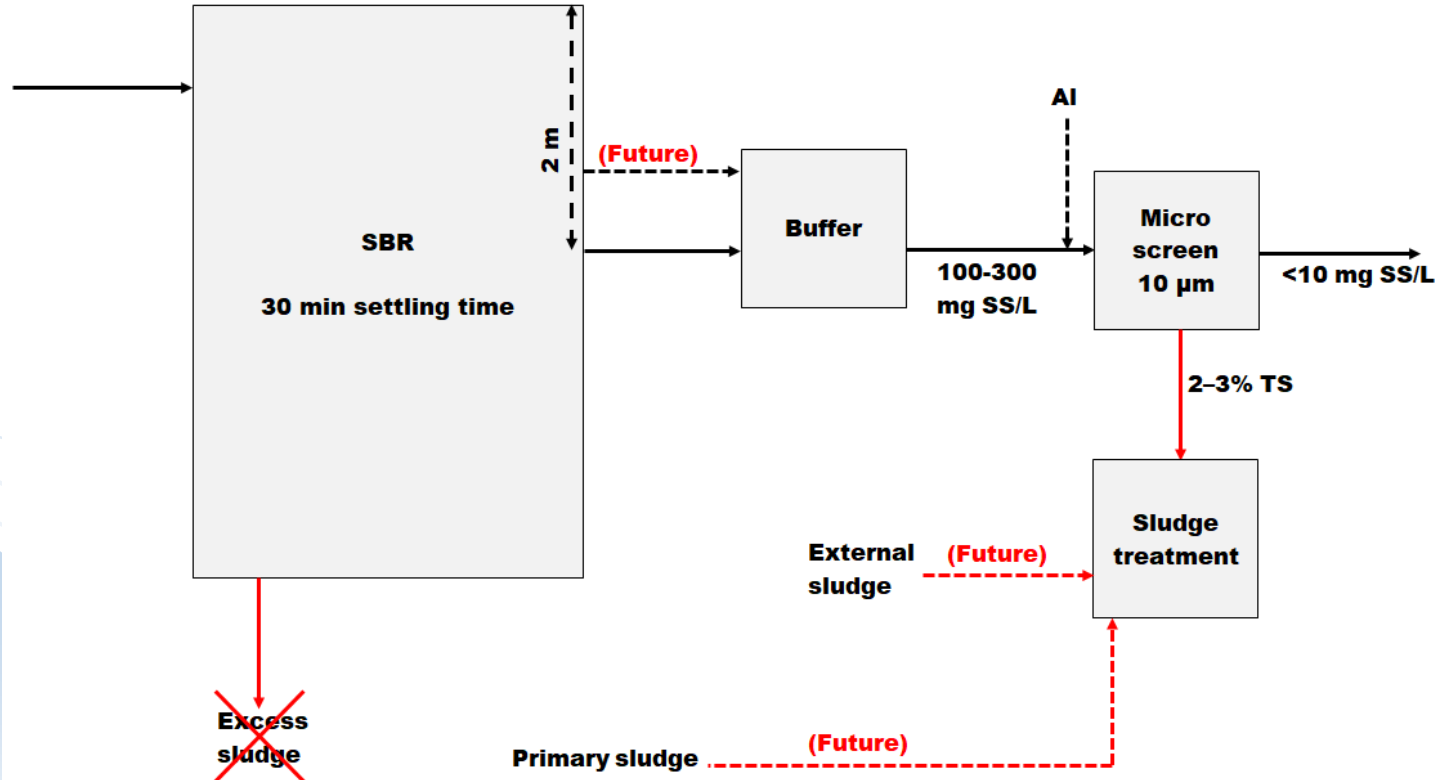 SBR
30 min settling time
2 m
(Future)
Buffer
100-300
mg SS/L
Al
Micro
screen
10 µm
<10 mg SS/L
2–3% TS
Sludge
treatment
External
sludge
(Future)
Excess
sludge
Primary sludge
(Future)